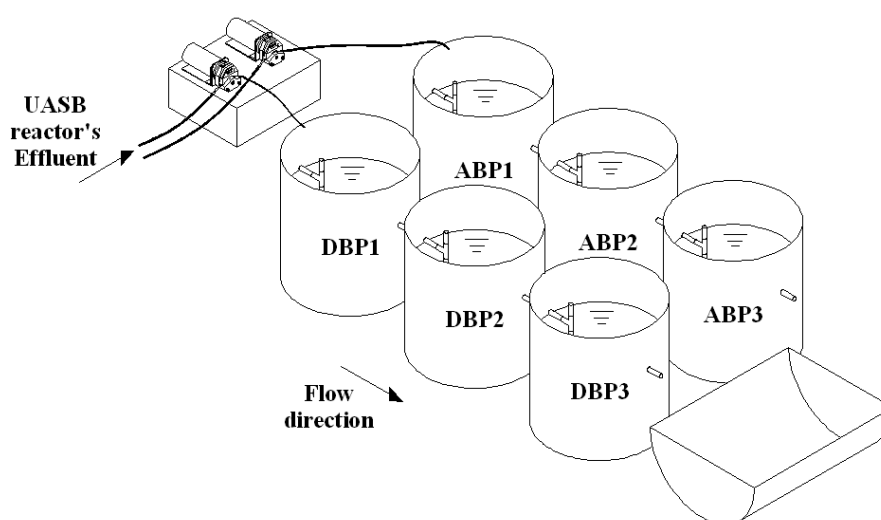 UASB
reactor's
Effluent
ABP1
DBP1
ABP2
DBP2
ABP3
DBP3
Flow
direction